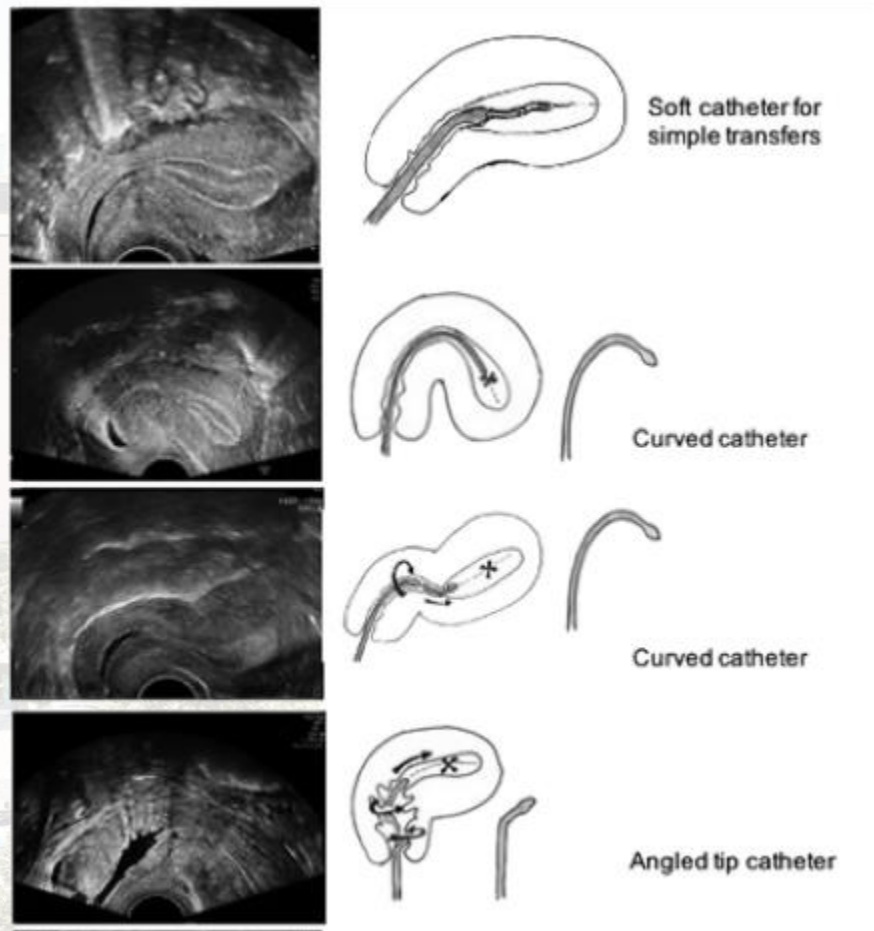 Soft catheter for
simple transfers
Curved catheter
Curved catheter
Angled tip catheter